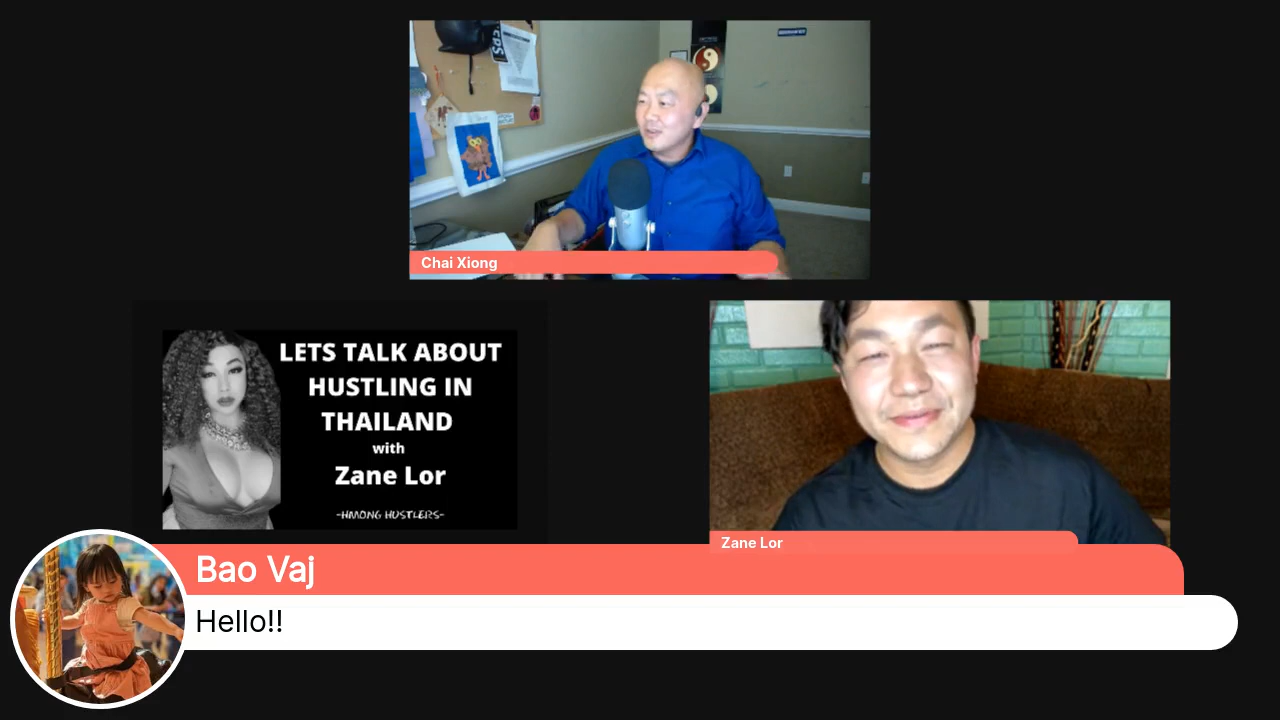 Chai Xiong
LETS TALK ABOUT
HUSTLING IN
THAILAND
with
Zane Lor
-HMONG HUSTLERS-
Zane Lor
Bao Vaj
Hello!!